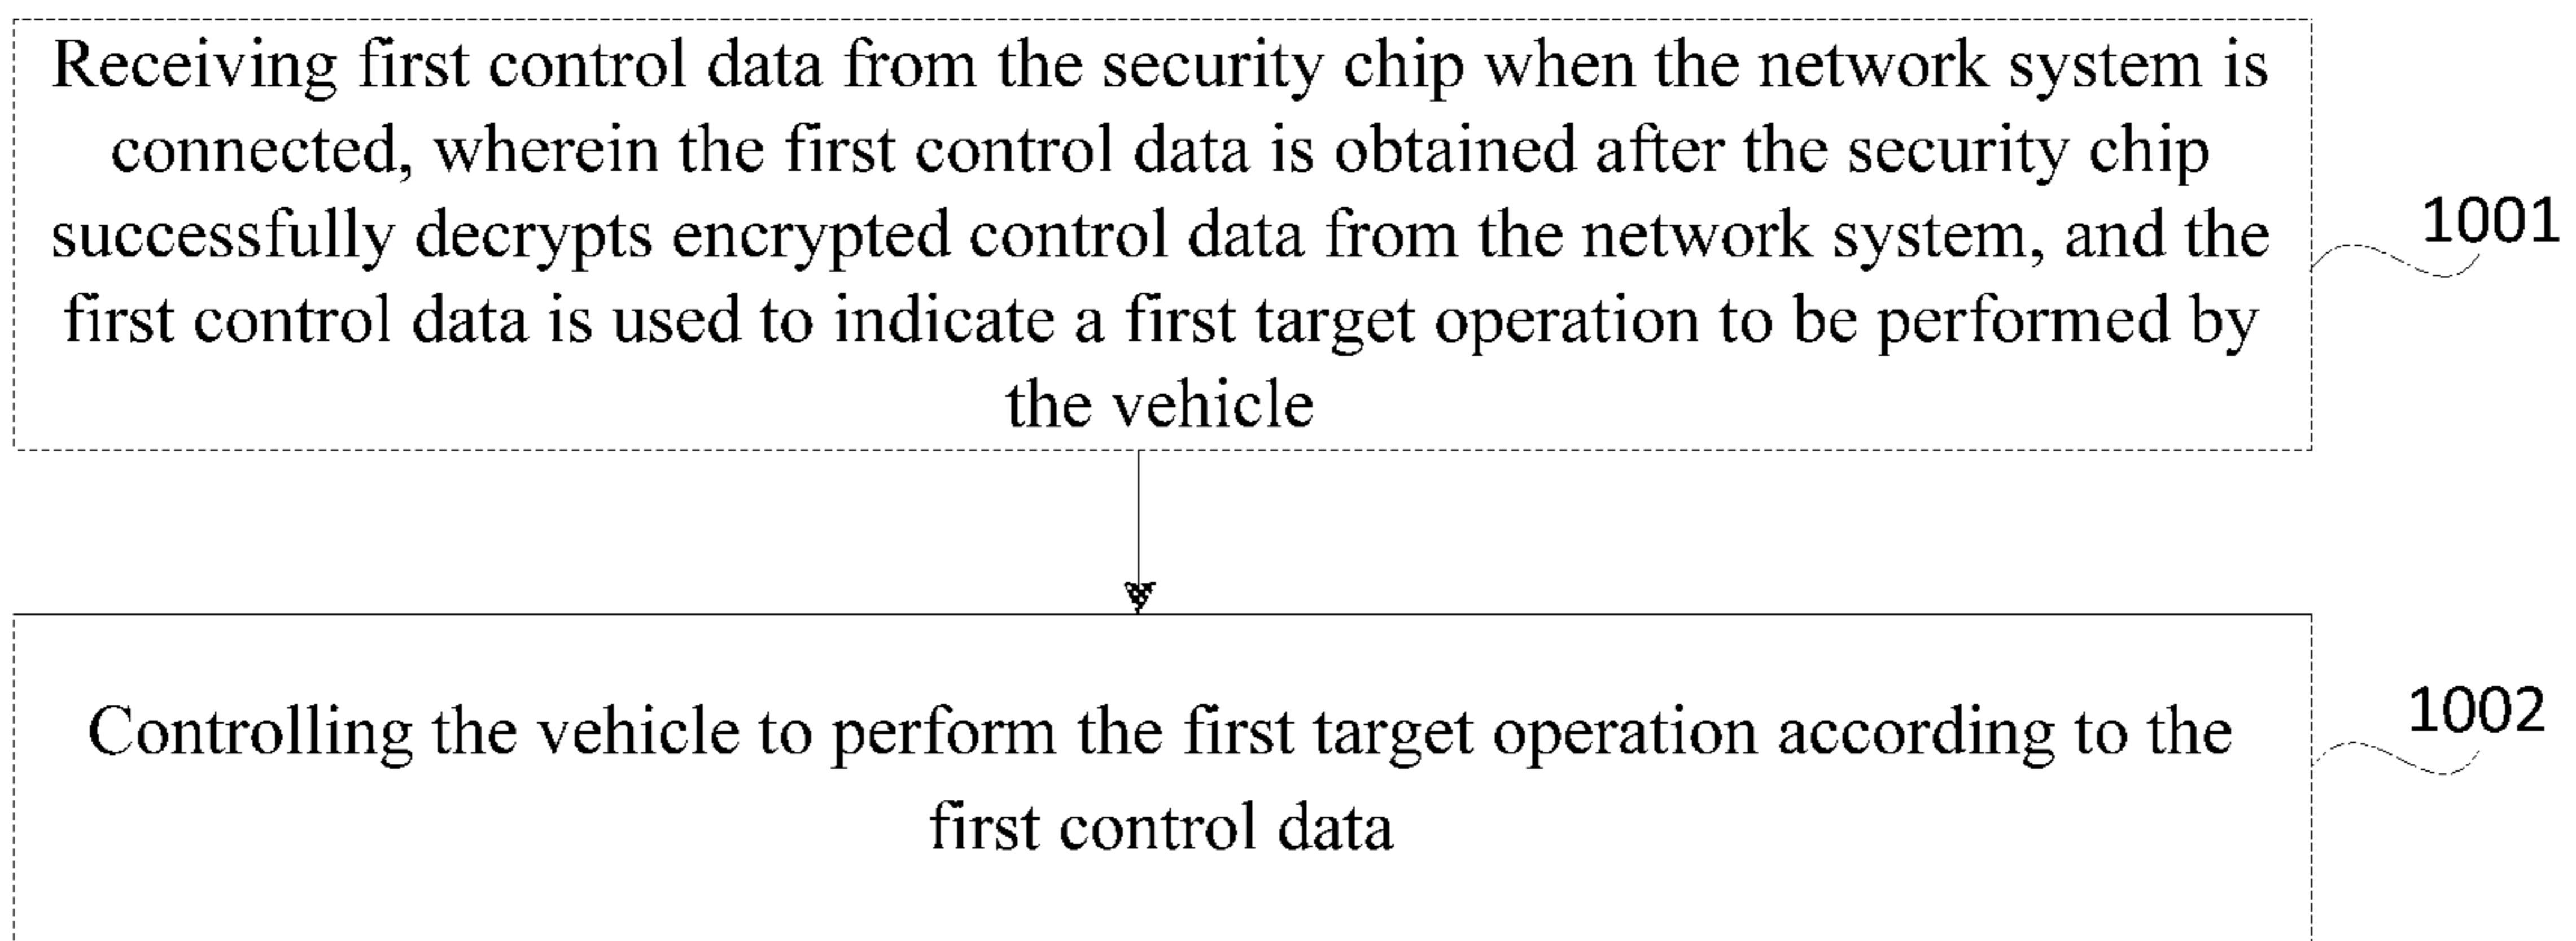 Receiving first control data from the security chip when the network system is
connected, wherein the first control data is obtained after the security chip
successfully decrypts encrypted control data from the network system, and the
first control data is used to indicate a first target operation to be performed by
the vehicle
1001
Controlling the vehicle to perform the first target operation according to the
first control data
1002